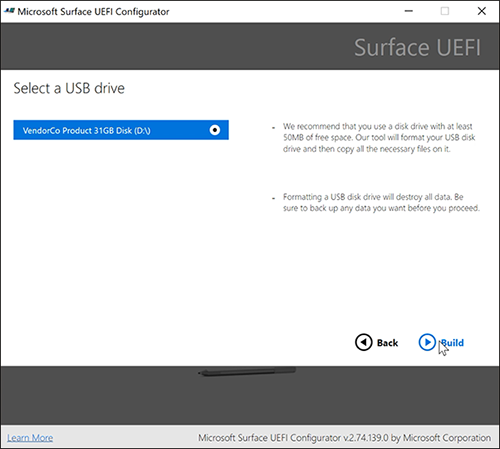 Microsoft Surface UEFI Configurator
Surface UEFI
Select a USB drive
VendorCo Product 31GB Disk (D:\)
- We recommend that you use a disk drive with at least
50MB of free space. Our tool will format your USB disk
drive and then copy all the necessary files on it.
- Formatting a USB disk drive will destroy all data. Be
sure to back up any data you want before you proceed.
Back
Build
Learn More
Microsoft Surface UEFI Configurator v.2.74.139.0 by Microsoft Corporation